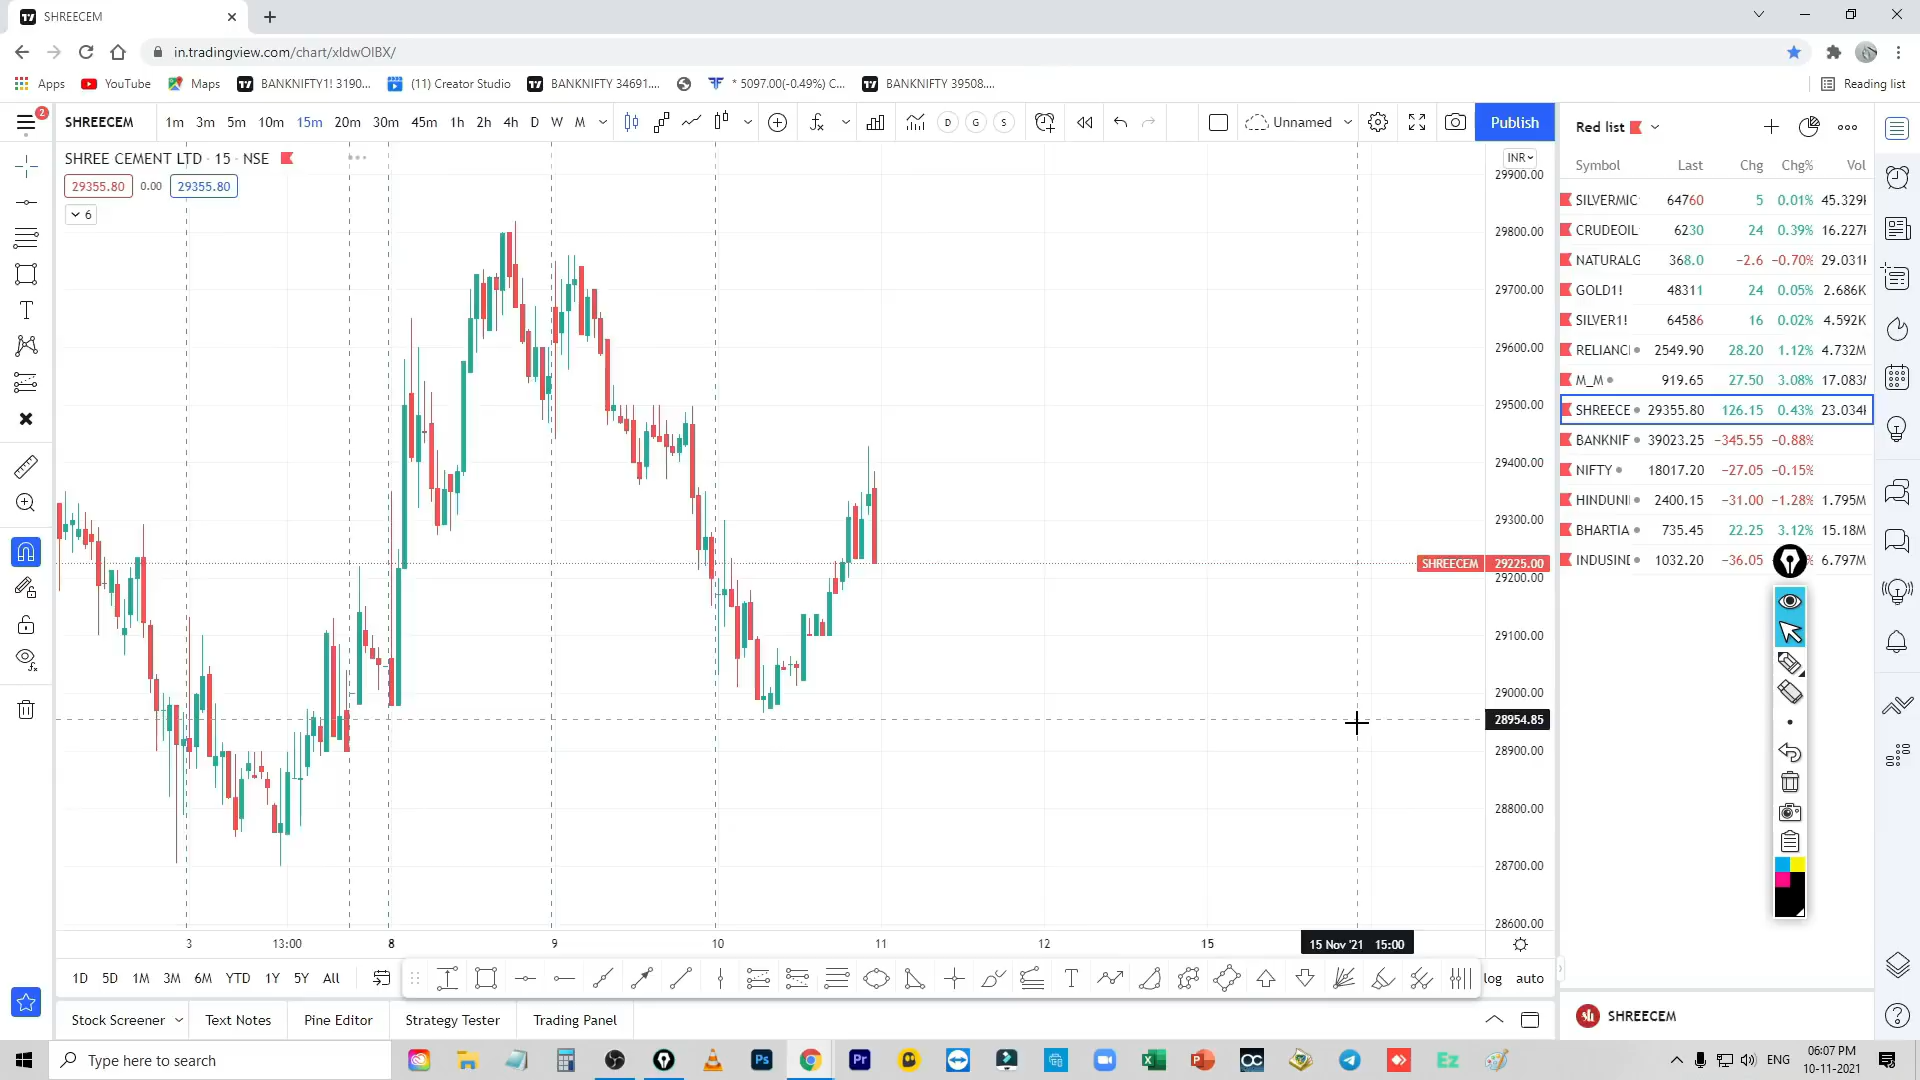 SHREECEM
in.tradingview.com/chart/xIdwOIBX/
Apps YouTube Maps BANKNIFTY1! 3190... (11) Creator Studio BANKNIFTY 34691.... * 5097.00(-0.49%) C... BANKNIFTY 39508.... Reading list
2
SHREECEM 1m 3m 5m 10m 15m 20m 30m 45m 1h 2h 4h D W M D G S Unnamed Publish
SHREE CEMENT LTD · 15 · NSE
29355.80 0.00 29355.80
6
INR
29900.00
29800.00
29700.00
29600.00
29500.00
29400.00
29300.00
SHREECEM 29225.00
29200.00
29100.00
29000.00
28954.85
28900.00
28800.00
28700.00
28600.00
3 13:00 8 9 10 11 12 15 15 Nov '21 15:00
1D 5D 1M 3M 6M YTD 1Y 5Y All log auto
Stock Screener Text Notes Pine Editor Strategy Tester Trading Panel
Red list
Symbol Last Chg Chg% Vol
SILVERMIC 64760 5 0.01% 45.329
CRUDEOIL 6230 24 0.39% 16.227
NATURALG 368.0 −2.6 −0.70% 29.031
GOLD1! 48311 24 0.05% 2.686K
SILVER1! 64586 16 0.02% 4.592K
RELIANC 2549.90 28.20 1.12% 4.732M
M_M 919.65 27.50 3.08% 17.083
SHREECE 29355.80 126.15 0.43% 23.034
BANKNIF 39023.25 −345.55 −0.88%
NIFTY 18017.20 −27.05 −0.15%
HINDUNI 2400.15 −31.00 −1.28% 1.795M
BHARTIA 735.45 22.25 3.12% 15.18M
INDUSIN 1032.20 −36.05 6.797M
SHREECEM
Type here to search
ENG
06:07 PM
10-11-2021